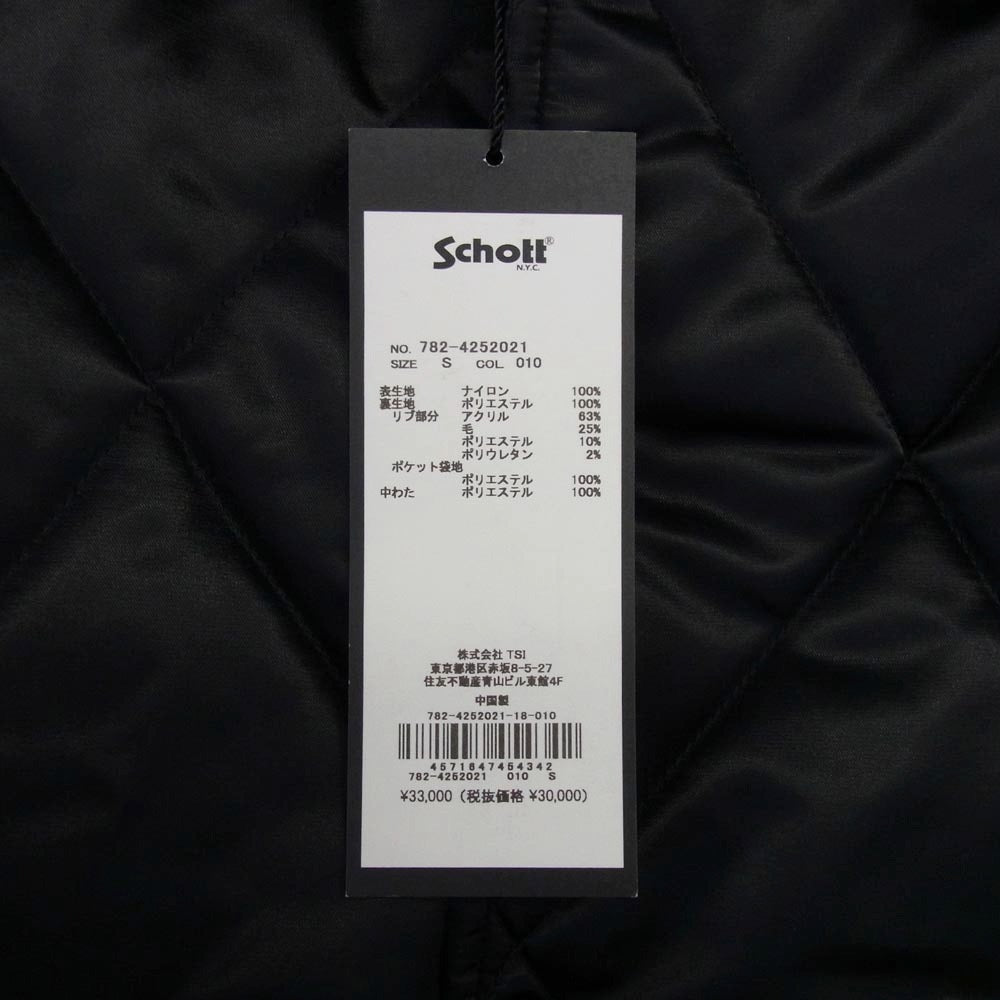 Schott®
N.Y.C.
NO. 782-4252021
SIZE S COL. 010
表生地 ナイロン 100%
裏生地 ポリエステル 100%
リブ部分 アクリル 63%
毛 25%
ポリエステル 10%
ポリウレタン 2%
ポケット袋地
ポリエステル 100%
中わた ポリエステル 100%
株式会社 TSI
東京都港区赤坂8-5-27
住友不動産青山ビル東館4F
中国製
782-4252021-18-010
4571647454342
782-4252021 010 S
¥33,000 (税抜価格 ¥30,000)